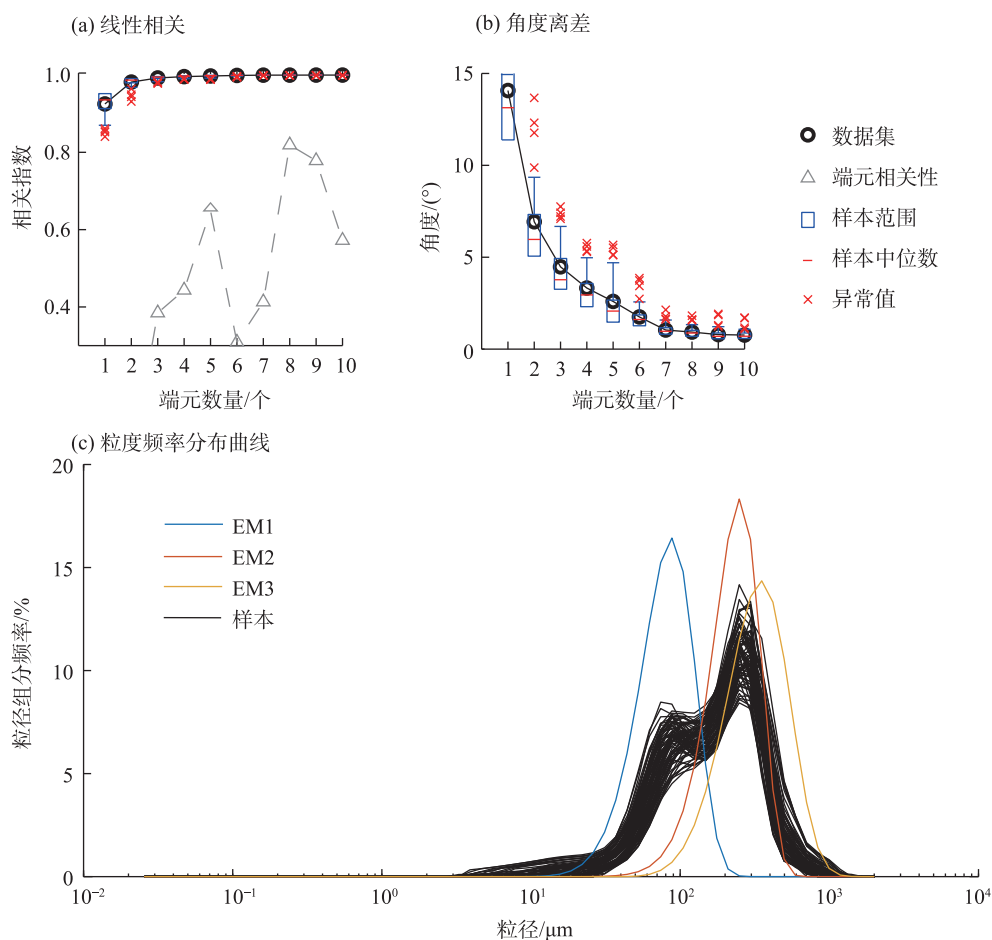 (a) 线性相关
1.0
0.8
0.6
0.4
相关指数
1 2 3 4 5 6 7 8 9 10
端元数量/个
(b) 角度离差
15
10
5
0
角度/(°)
1 2 3 4 5 6 7 8 9 10
端元数量/个
数据集
端元相关性
样本范围
样本中位数
异常值
(c) 粒度频率分布曲线
20
15
10
5
0
粒径组分频率/%
EM1
EM2
EM3
样本
10⁻² 10⁻¹ 10⁰ 10¹ 10² 10³ 10⁴
粒径/μm